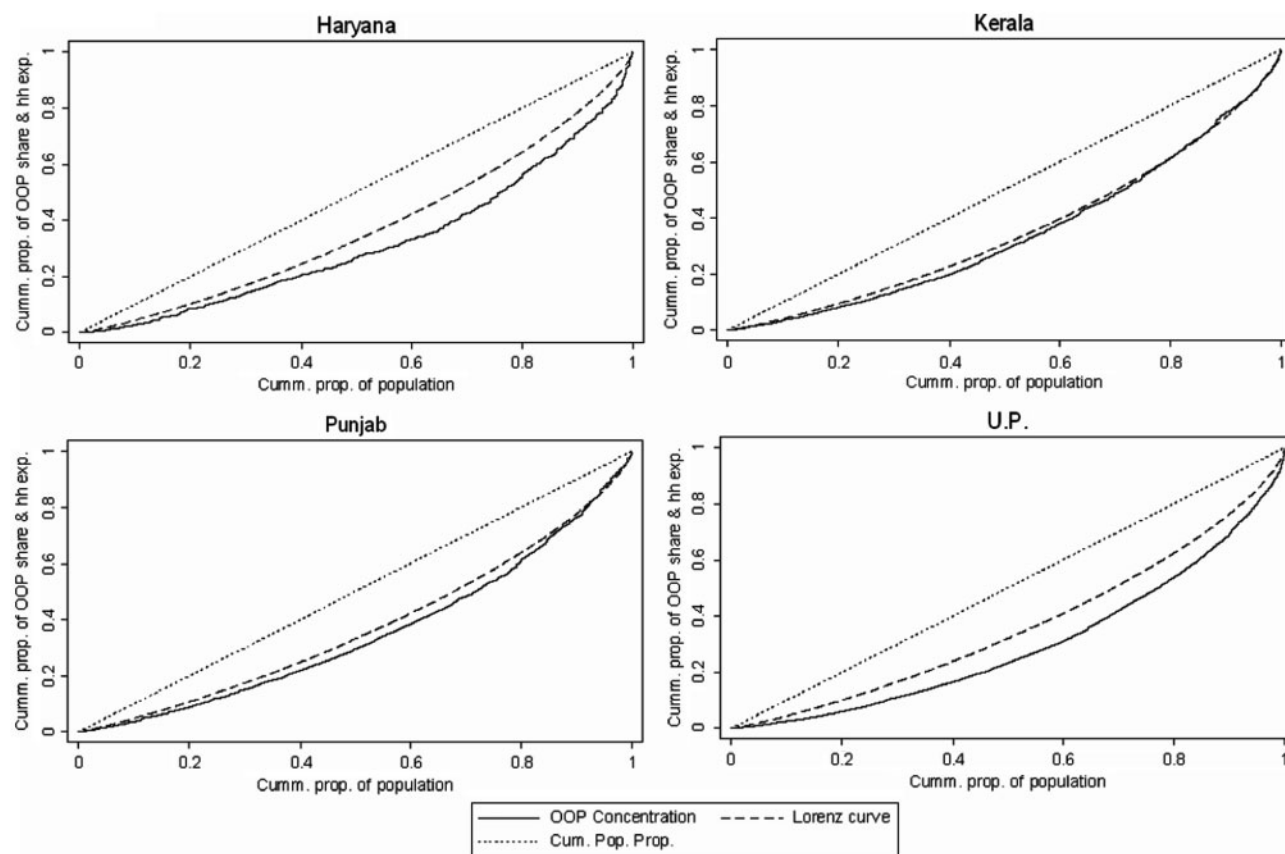 Haryana
Cumm. prop. of OOP share & hh exp.
1
0.8
0.6
0.4
0.2
0
0 0.2 0.4 0.6 0.8 1
Cumm. prop. of population
Kerala
Cumm. prop. of OOP share & hh exp.
1
0.8
0.6
0.4
0.2
0
0 0.2 0.4 0.6 0.8 1
Cumm. prop. of population
Punjab
Cumm. prop. of OOP share & hh exp.
1
0.8
0.6
0.4
0.2
0
0 0.2 0.4 0.6 0.8 1
Cumm. prop. of population
U.P.
Cumm. prop. of OOP share & hh exp.
1
0.8
0.6
0.4
0.2
0
0 0.2 0.4 0.6 0.8 1
Cumm. prop. of population
OOP Concentration Lorenz curve
Cum. Pop. Prop.